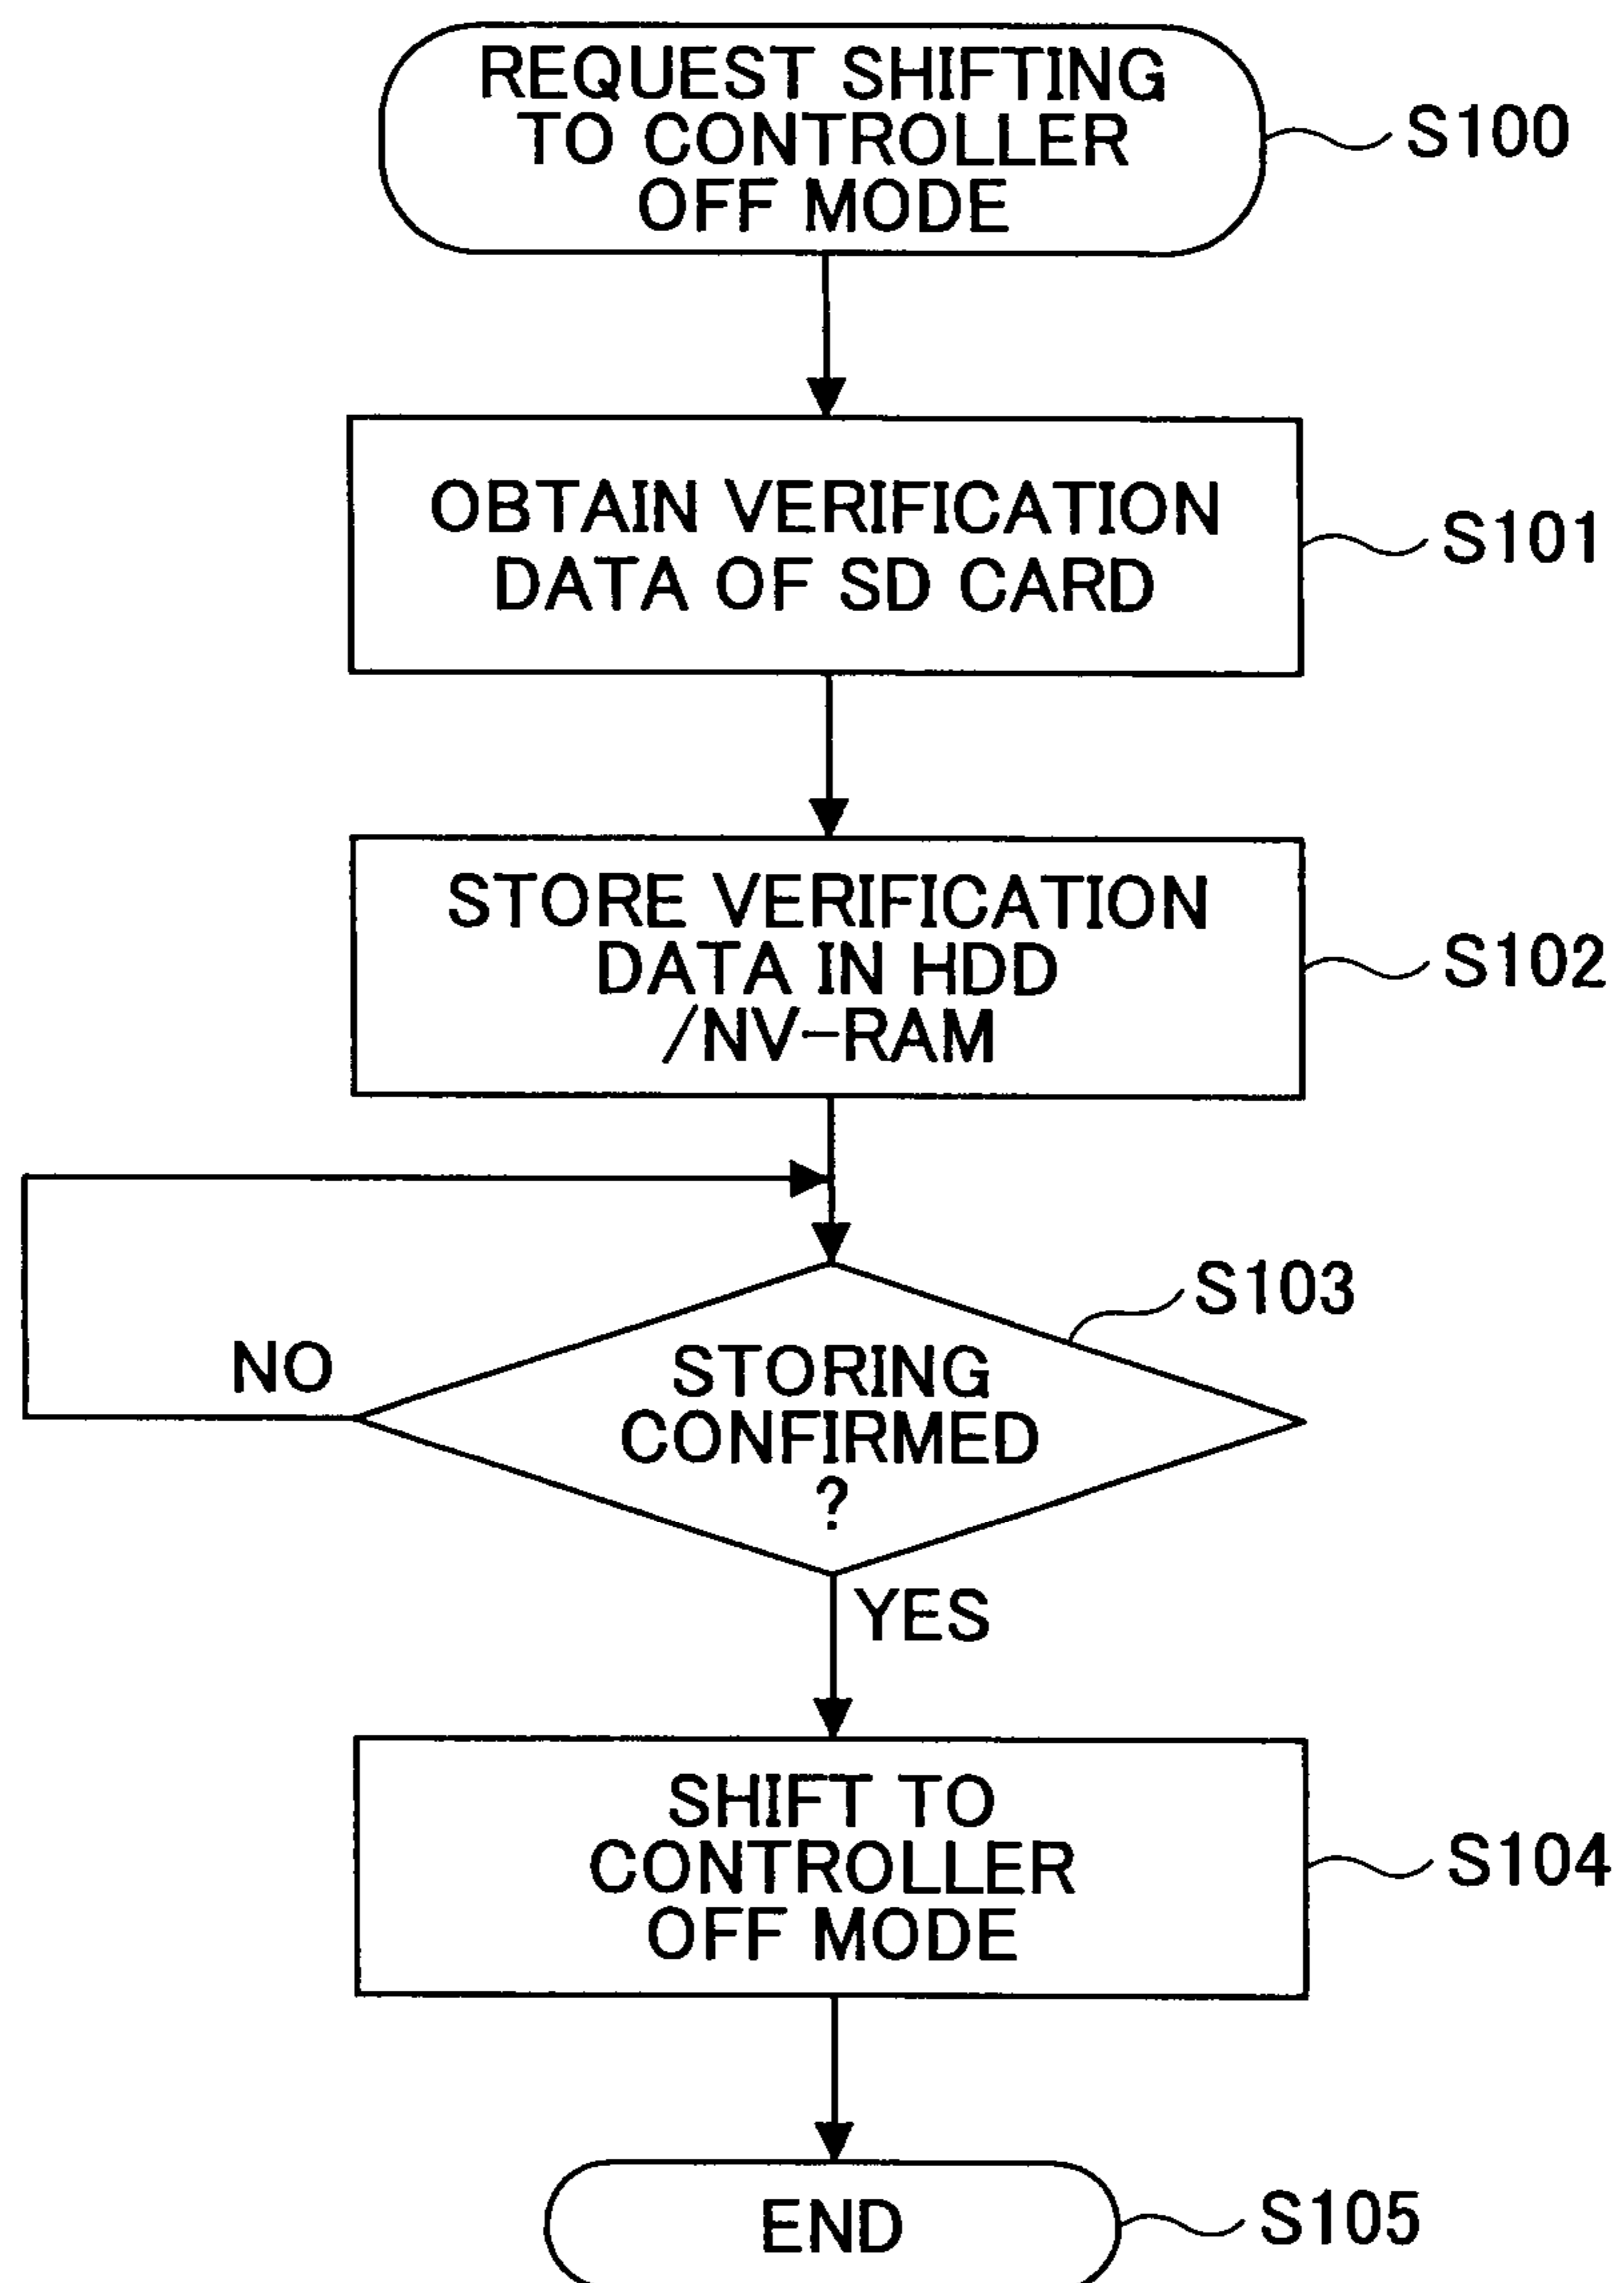 REQUEST SHIFTING
TO CONTROLLER
OFF MODE
S100
OBTAIN VERIFICATION
DATA OF SD CARD
S101
STORE VERIFICATION
DATA IN HDD
/NV-RAM
S102
S103
NO
STORING
CONFIRMED
?
YES
SHIFT TO
CONTROLLER
OFF MODE
S104
END
S105